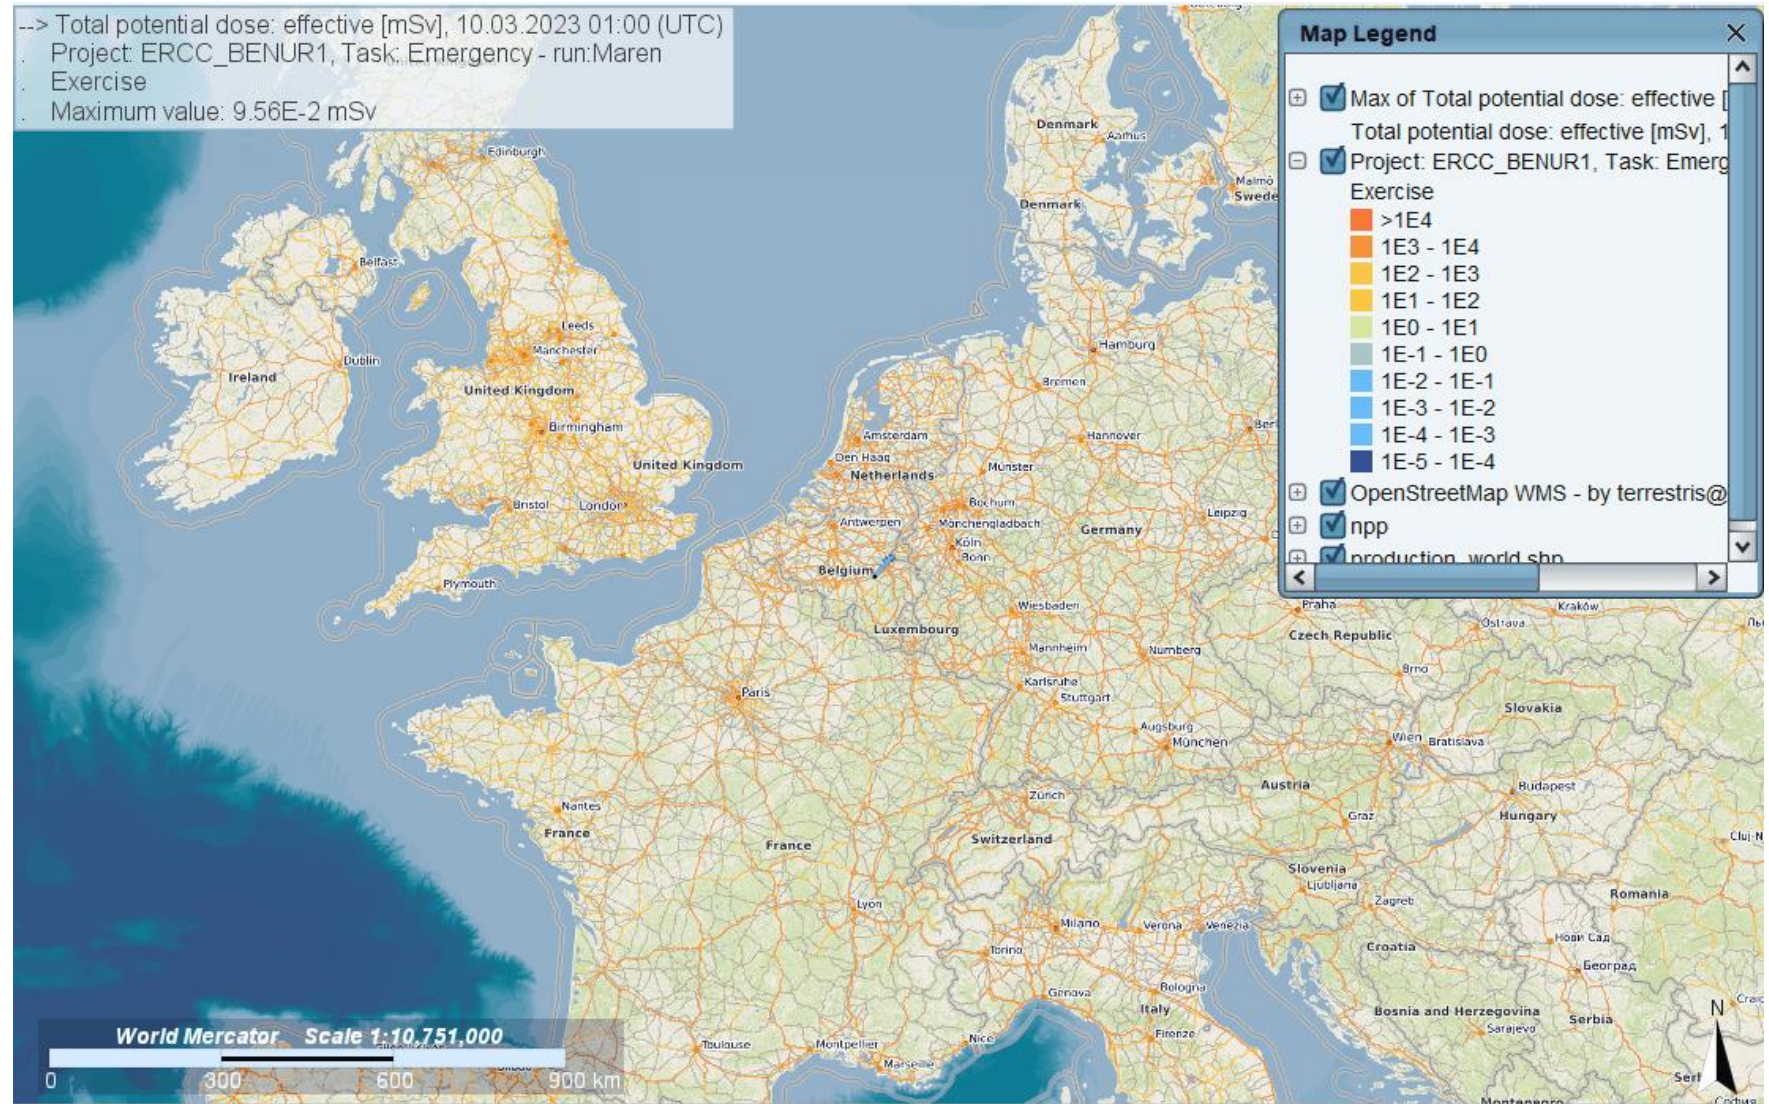 --> Total potential dose: effective [mSv], 10.03.2023 01:00 (UTC)
. Project: ERCC_BENUR1, Task: Emergency - run:Maren
. Exercise
. Maximum value: 9.56E-2 mSv
Map Legend
Max of Total potential dose: effective [
Total potential dose: effective [mSv], 1
Project: ERCC_BENUR1, Task: Emerg
Exercise
>1E4
1E3 - 1E4
1E2 - 1E3
1E1 - 1E2
1E0 - 1E1
1E-1 - 1E0
1E-2 - 1E-1
1E-3 - 1E-2
1E-4 - 1E-3
1E-5 - 1E-4
OpenStreetMap WMS - by terrestris@
npp
production_world.shp
Denmark
Aarhus
Edinburgh
Malmö
Swede
Denmark
Belfast
Leeds
Manchester
Dublin
Hamburg
Ireland
United Kingdom
Bremen
Birmingham
Amsterdam
Hannover
Berl
Den Haag
United Kingdom
Netherlands
Münster
Bristol
London
Bochum
Leipzig
Antwerpen
Mönchengladbach
Germany
Köln
Bonn
Belgium
Plymouth
Wiesbaden
Praha
Kraków
Ostrava
Luxembourg
Czech Republic
Mannheim
Nürnberg
Brno
Karlsruhe
Paris
Stuttgart
Slovakia
Augsburg
München
Wien
Bratislava
Austria
Budapest
Zürich
Nantes
Graz
Hungary
France
Switzerland
France
Cluj-N
Slovenia
Ljubljana
Romania
Lyon
Zagreb
Milano
Verona
Venezia
Нови Сад
Torino
Croatia
Београд
Bologna
Genova
Craio
Italy
Bosnia and Herzegovina
Serbia
N
Firenze
Sarajevo
World Mercator Scale 1:10,751,000
Nice
Toulouse
Montpellier
Marseille
0 300 600 900 km
Serb
Montenegro
София